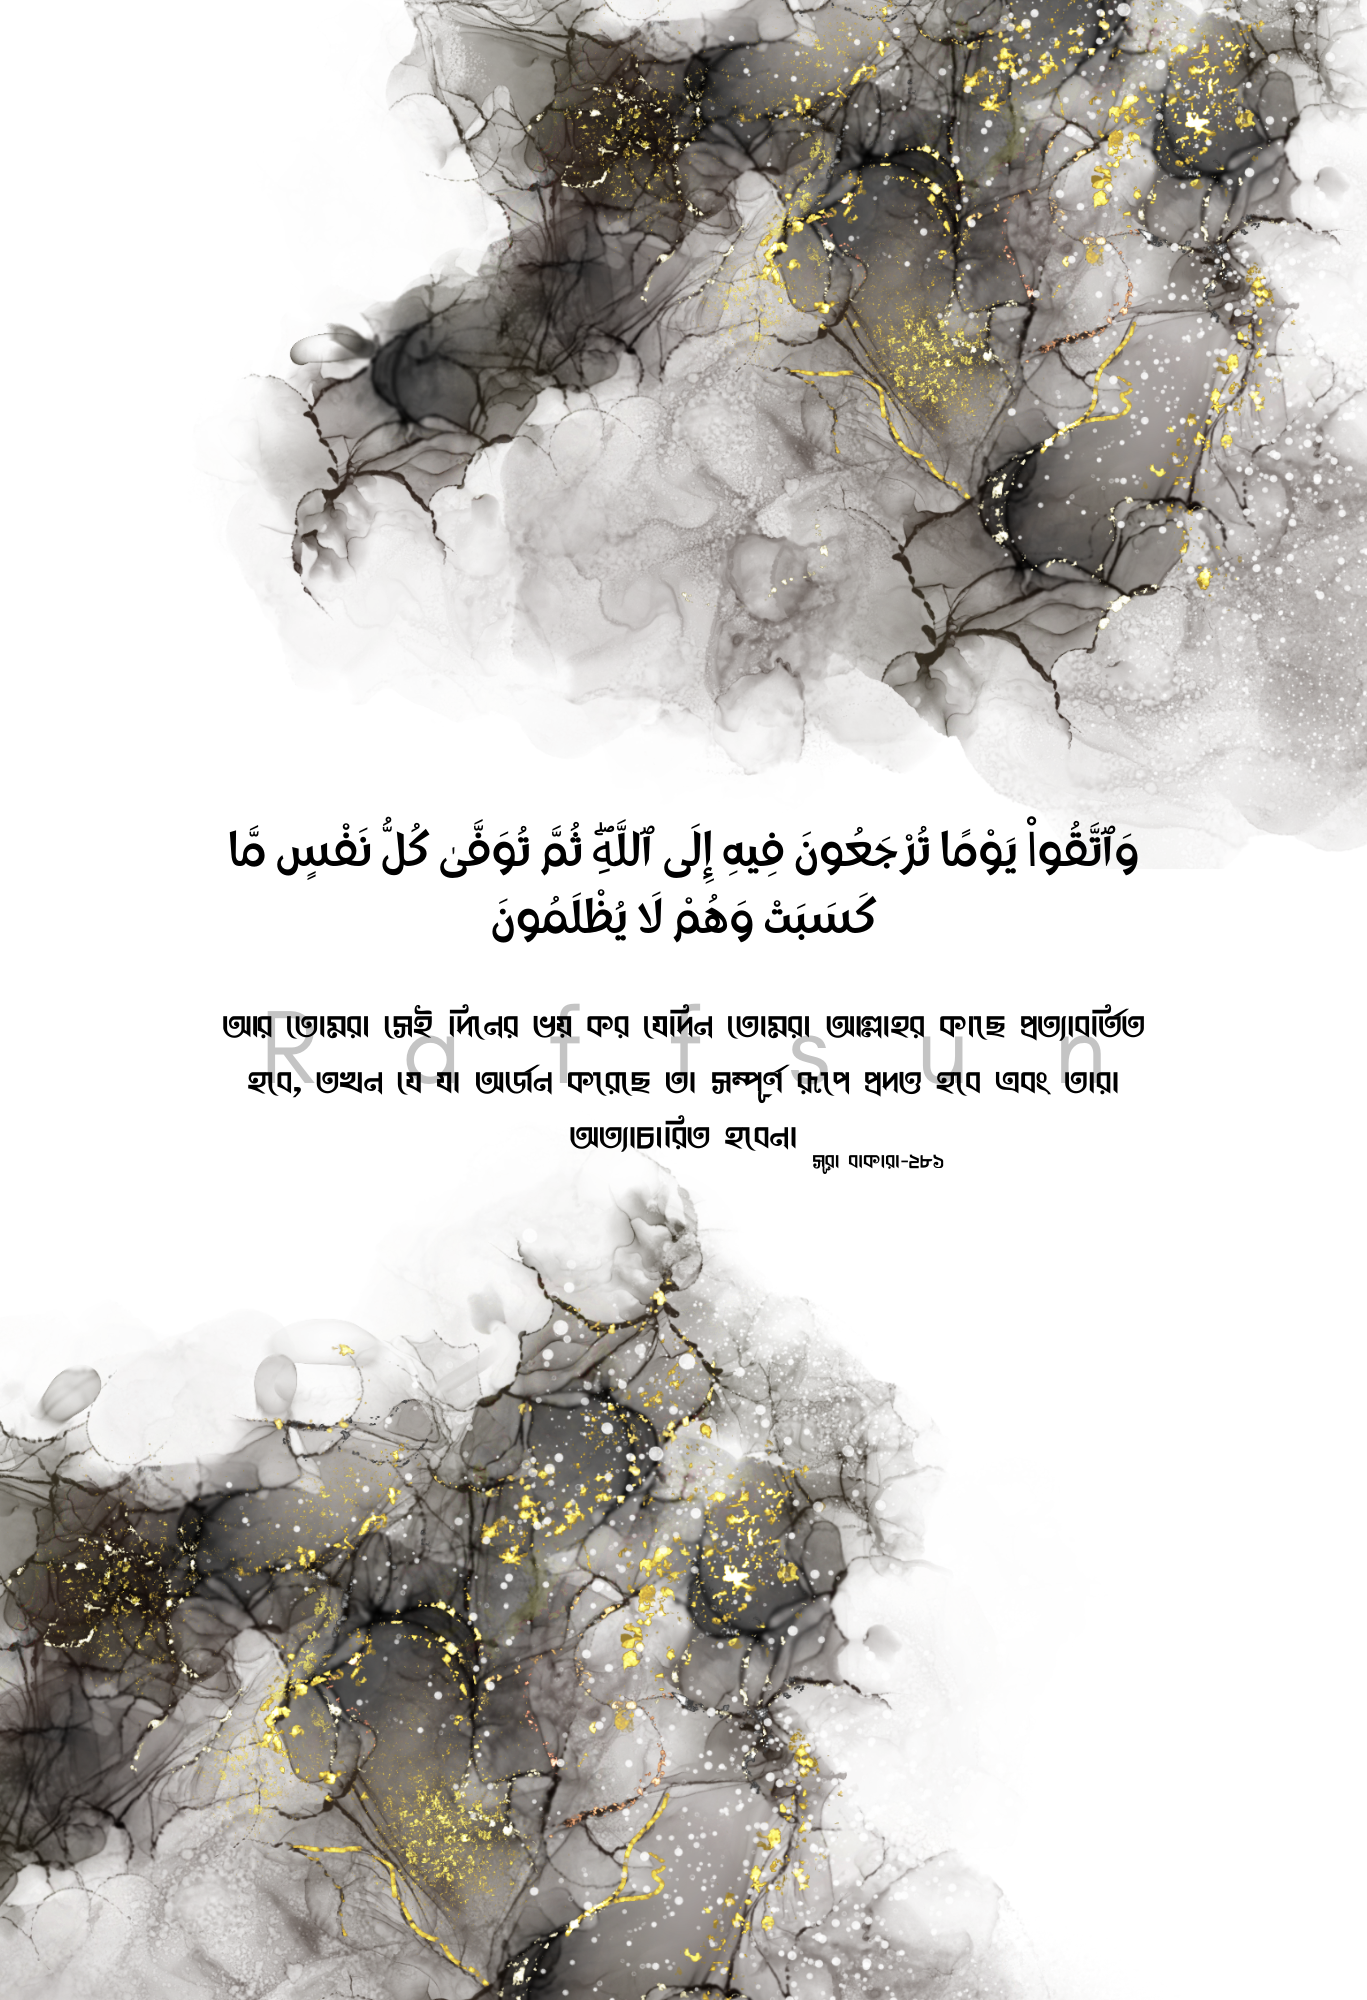 وَٱتَّقُوا۟ يَوْمًا تُرْجَعُونَ فِيهِ إِلَى ٱللَّهِۖ ثُمَّ تُوَفَّىٰ كُلُّ نَفْسٍ مَّا
كَسَبَتْ وَهُمْ لَا يُظْلَمُونَ
আর তোমরা সেই দিনের ভয় কর যেদিন তোমরা আল্লাহর কাছে প্রত্যাবর্তিত
Raffsun
হবে, তখন যে যা অর্জন করেছে তা সম্পূর্ণ রূপে প্রদত্ত হবে এবং তারা
অত্যাচারিত হবেনা
সূরা বাকারা-২৮১